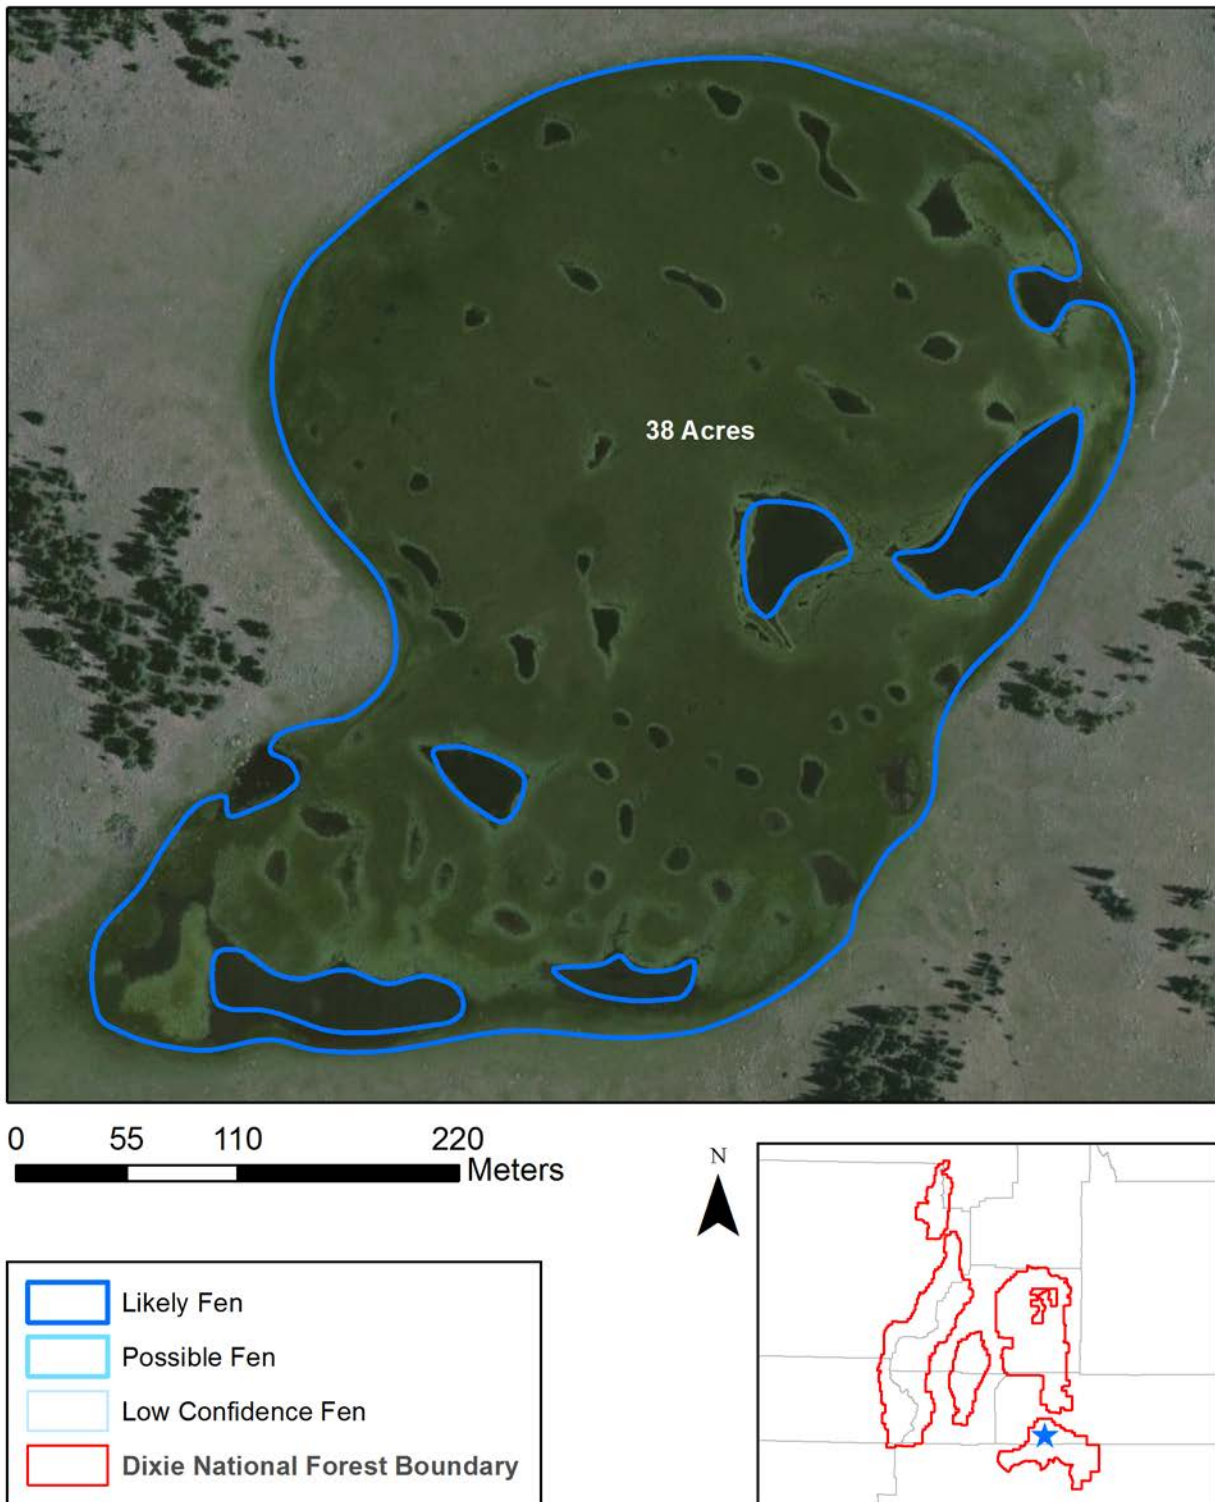 38 Acres
0 55 110 220
Meters
N
Likely Fen
Possible Fen
Low Confidence Fen
Dixie National Forest Boundary